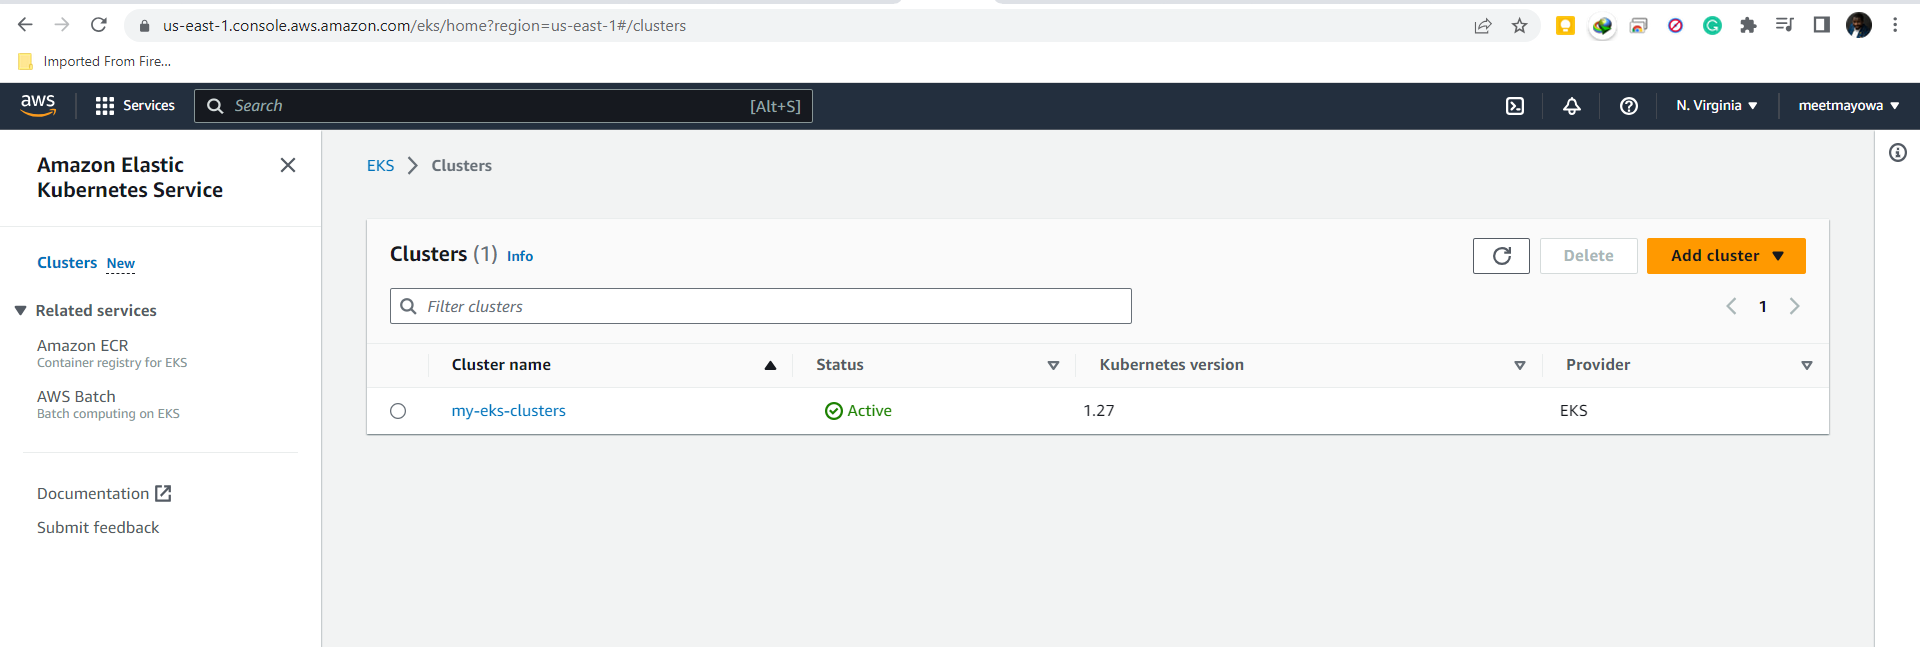 us-east-1.console.aws.amazon.com/eks/home?region=us-east-1#/clusters
Imported From Fire...
aws
Services
Search
[Alt+S]
N. Virginia
meetmayowa
Amazon Elastic
Kubernetes Service
Clusters New
Related services
Amazon ECR
Container registry for EKS
AWS Batch
Batch computing on EKS
Documentation
Submit feedback
EKS
Clusters
Clusters (1) Info
Delete
Add cluster
Filter clusters
1
Cluster name
Status
Kubernetes version
Provider
my-eks-clusters
Active
1.27
EKS